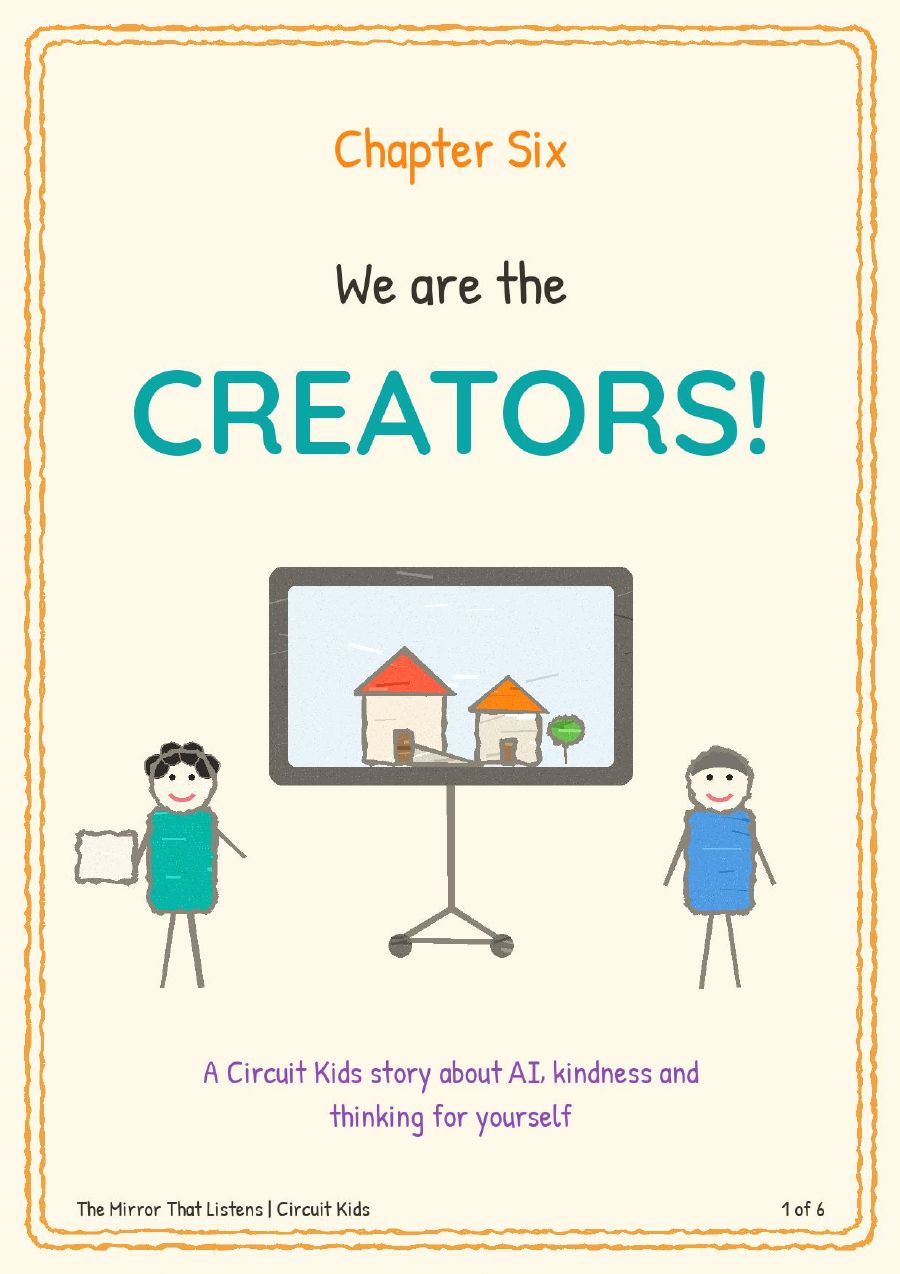 Chapter Six
We are the
CREATORS!
A Circuit Kids story about AI, kindness and
thinking for yourself
The Mirror That Listens | Circuit Kids
1 of 6